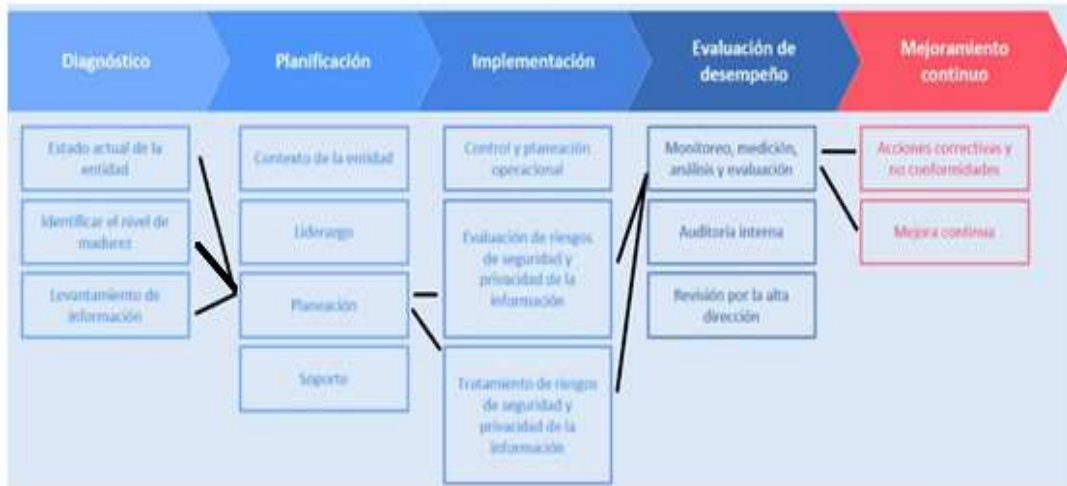 Diagnóstico
Planificación
Implementación
Evaluación de
desempeño
Mejoramiento
continuo
Estado actual de la
entidad
Identificar el nivel de
madurez
Levantamiento de
información
Contexto de la entidad
Liderazgo
Planeación
Soporte
Control y planeación
operacional
Evaluación de riesgos
de seguridad y
privacidad de la
información
Tratamiento de riesgos
de seguridad y
privacidad de la
información
Monitoreo, medición,
análisis y evaluación
Auditoría interna
Revisión por la alta
dirección
Acciones correctivas y
no conformidades
Mejora continua